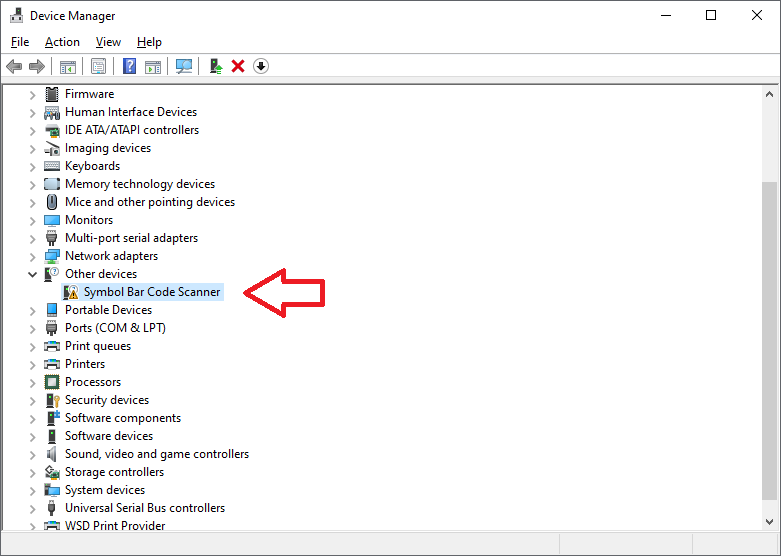 Device Manager
File Action View Help
Firmware
Human Interface Devices
IDE ATA/ATAPI controllers
Imaging devices
Keyboards
Memory technology devices
Mice and other pointing devices
Monitors
Multi-port serial adapters
Network adapters
Other devices
Symbol Bar Code Scanner
Portable Devices
Ports (COM & LPT)
Print queues
Printers
Processors
Security devices
Software components
Software devices
Sound, video and game controllers
Storage controllers
System devices
Universal Serial Bus controllers
WSD Print Provider